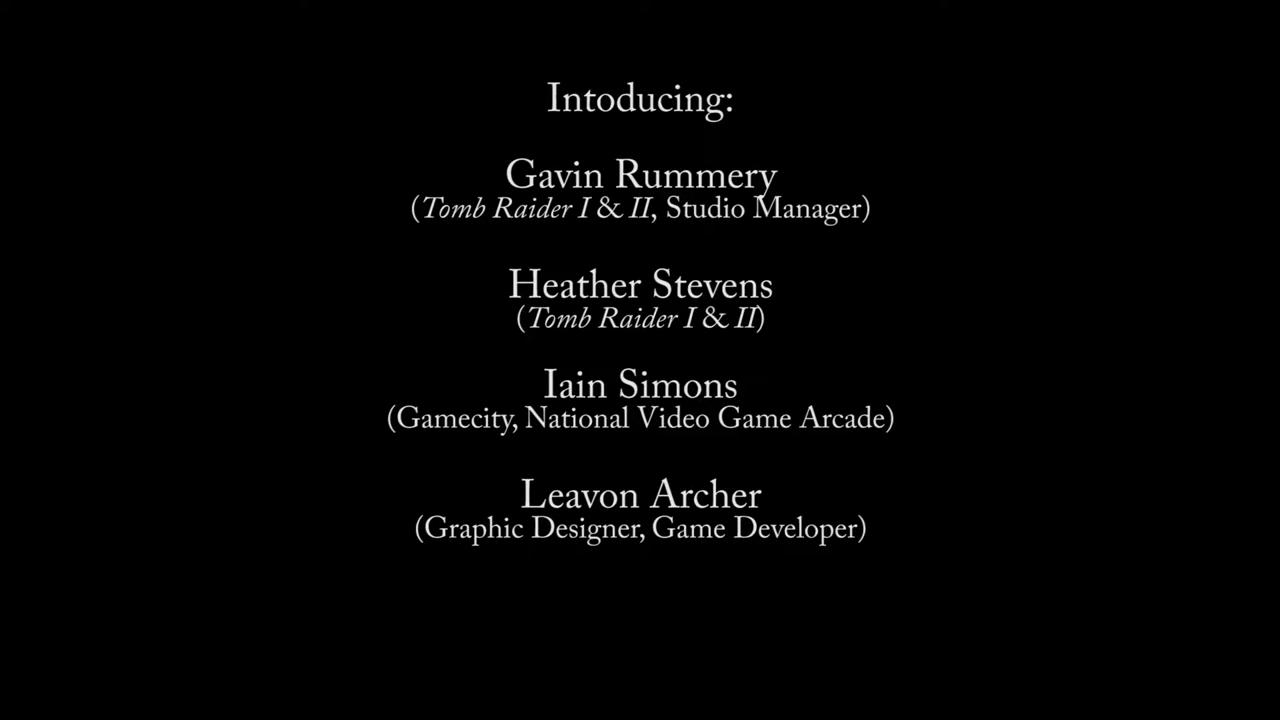 Intoducing:
Gavin Rummery
(Tomb Raider I & II, Studio Manager)
Heather Stevens
(Tomb Raider I & II)
Iain Simons
(Gamecity, National Video Game Arcade)
Leavon Archer
(Graphic Designer, Game Developer)